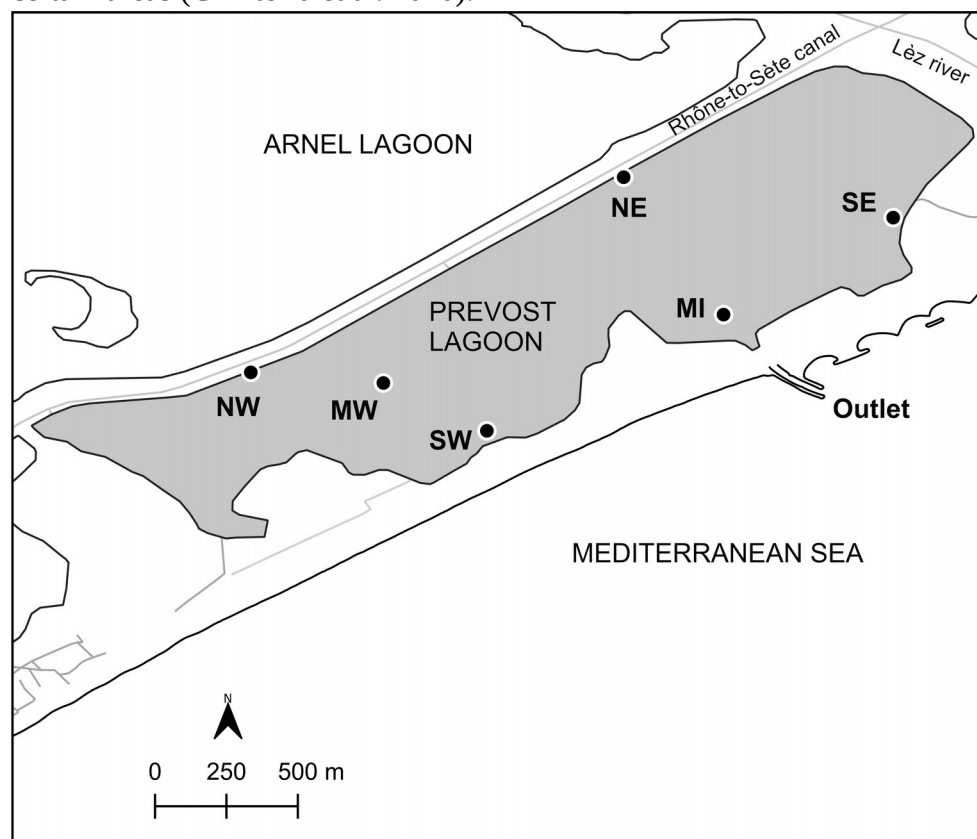 Rhône-to-Sète canal
Lèz river
ARNEL LAGOON
NE
SE
PREVOST
LAGOON
MI
NW
MW
SW
Outlet
MEDITERRANEAN SEA
N
0 250 500 m